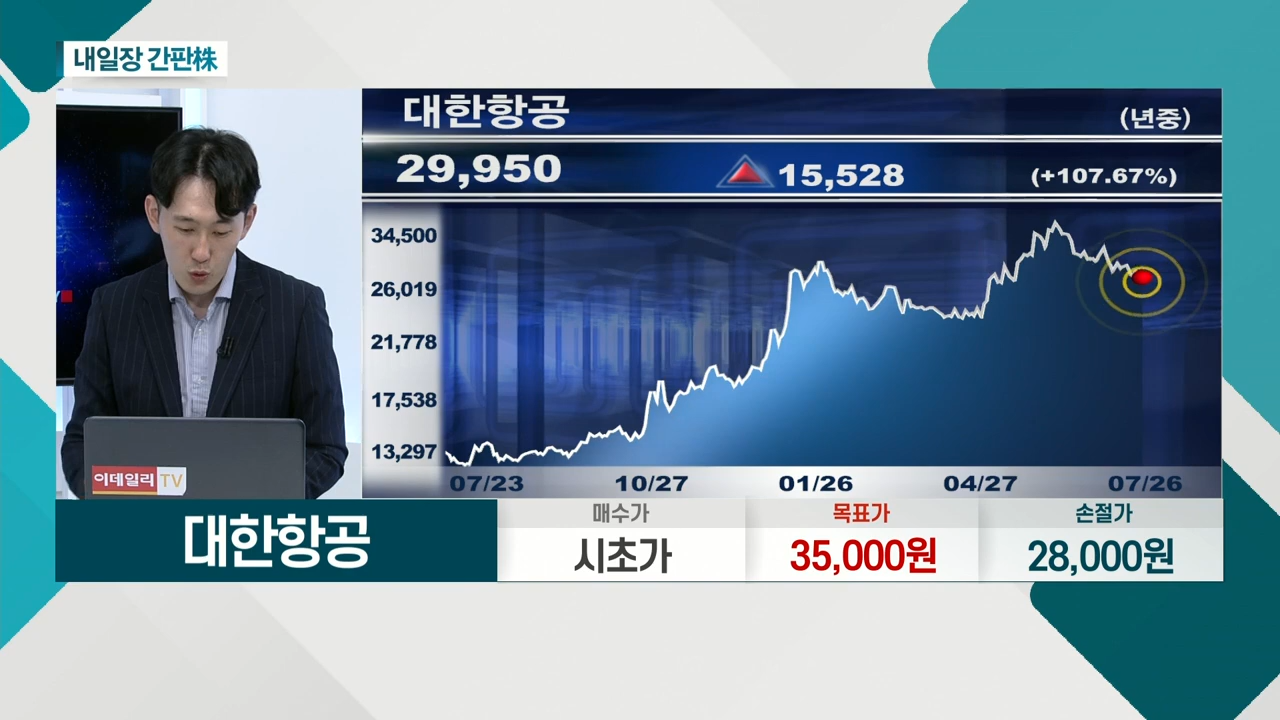 내일장 간판株
대한항공
(년중)
29,950 ▲ 15,528 (+107.67%)
34,500
26,019
21,778
17,538
13,297
07/23 10/27 01/26 04/27 07/26
이데일리TV
대한항공
매수가 목표가 손절가
시초가 35,000원 28,000원